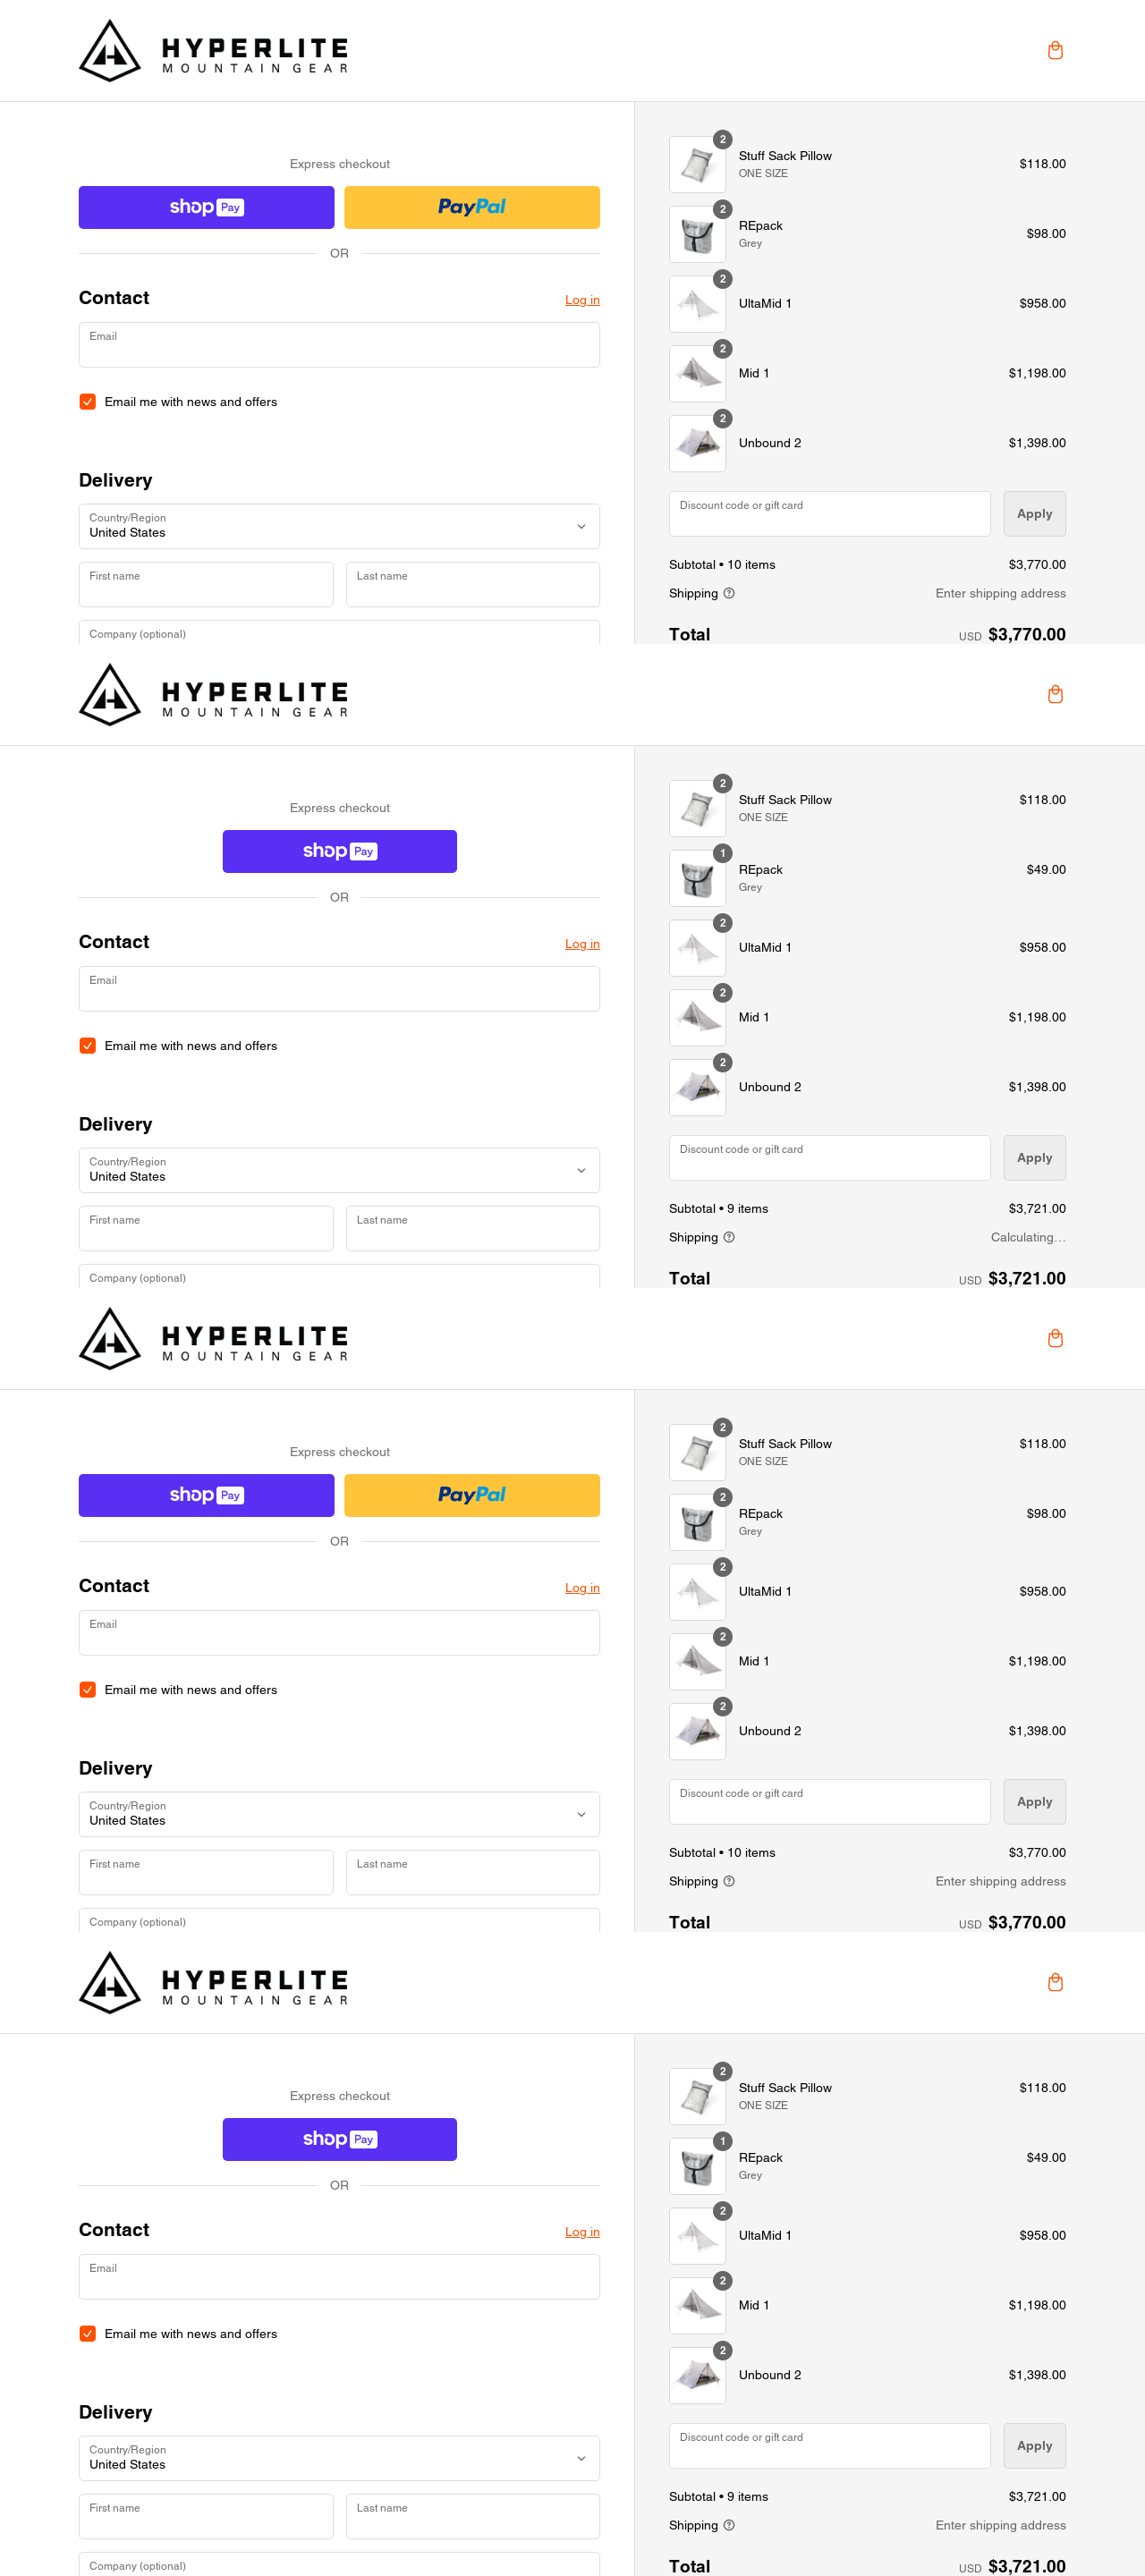 HYPERLITE
MOUNTAIN GEAR
Express checkout
shop Pay
PayPal
OR
Contact
Log in
Email
Email me with news and offers
Delivery
Country/Region
United States
First name
Last name
Company (optional)
2
Stuff Sack Pillow
ONE SIZE
$118.00
2
REpack
Grey
$98.00
2
UltaMid 1
$958.00
2
Mid 1
$1,198.00
2
Unbound 2
$1,398.00
Discount code or gift card
Apply
Subtotal • 10 items
$3,770.00
Shipping
Enter shipping address
Total
USD $3,770.00
HYPERLITE
MOUNTAIN GEAR
Express checkout
shop Pay
OR
Contact
Log in
Email
Email me with news and offers
Delivery
Country/Region
United States
First name
Last name
Company (optional)
2
Stuff Sack Pillow
ONE SIZE
$118.00
1
REpack
Grey
$49.00
2
UltaMid 1
$958.00
2
Mid 1
$1,198.00
2
Unbound 2
$1,398.00
Discount code or gift card
Apply
Subtotal • 9 items
$3,721.00
Shipping
Calculating...
Total
USD $3,721.00
HYPERLITE
MOUNTAIN GEAR
Express checkout
shop Pay
PayPal
OR
Contact
Log in
Email
Email me with news and offers
Delivery
Country/Region
United States
First name
Last name
Company (optional)
2
Stuff Sack Pillow
ONE SIZE
$118.00
2
REpack
Grey
$98.00
2
UltaMid 1
$958.00
2
Mid 1
$1,198.00
2
Unbound 2
$1,398.00
Discount code or gift card
Apply
Subtotal • 10 items
$3,770.00
Shipping
Enter shipping address
Total
USD $3,770.00
HYPERLITE
MOUNTAIN GEAR
Express checkout
shop Pay
OR
Contact
Log in
Email
Email me with news and offers
Delivery
Country/Region
United States
First name
Last name
Company (optional)
2
Stuff Sack Pillow
ONE SIZE
$118.00
1
REpack
Grey
$49.00
2
UltaMid 1
$958.00
2
Mid 1
$1,198.00
2
Unbound 2
$1,398.00
Discount code or gift card
Apply
Subtotal • 9 items
$3,721.00
Shipping
Enter shipping address
Total
USD $3,721.00